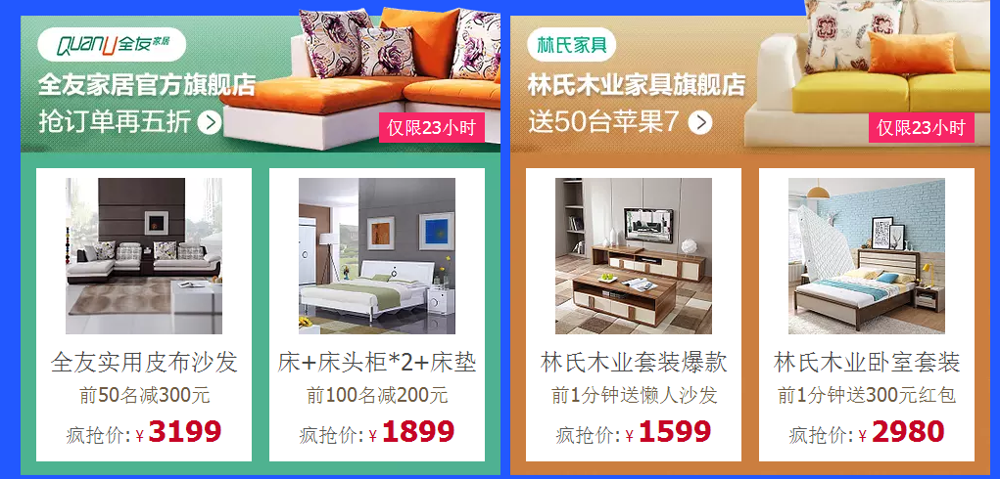 QuanU全友家居
全友家居官方旗舰店
抢订单再五折
仅限23小时
全友实用皮布沙发
前50名减300元
疯抢价:¥3199
床+床头柜*2+床垫
前100名减200元
疯抢价:¥1899
林氏家具
林氏木业家具旗舰店
送50台苹果7
仅限23小时
林氏木业套装爆款
前1分钟送懒人沙发
疯抢价:¥1599
林氏木业卧室套装
前1分钟送300元红包
疯抢价:¥2980